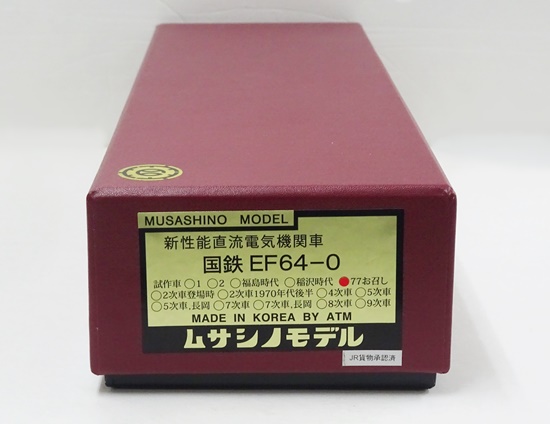 MUSASHINO MODEL
新性能直流電気機関車
国鉄 EF64-0
試作車 ○1 ○2 ○福島時代 ○稲沢時代 ●77お召し
○2次車登場時 ○2次車1970年代後半 ○4次車 ○5次車
○5次車,長岡 ○7次車 ○7次車,長岡 ○8次車 ○9次車
MADE IN KOREA BY ATM
ムサシノモデル
JR貨物承認済